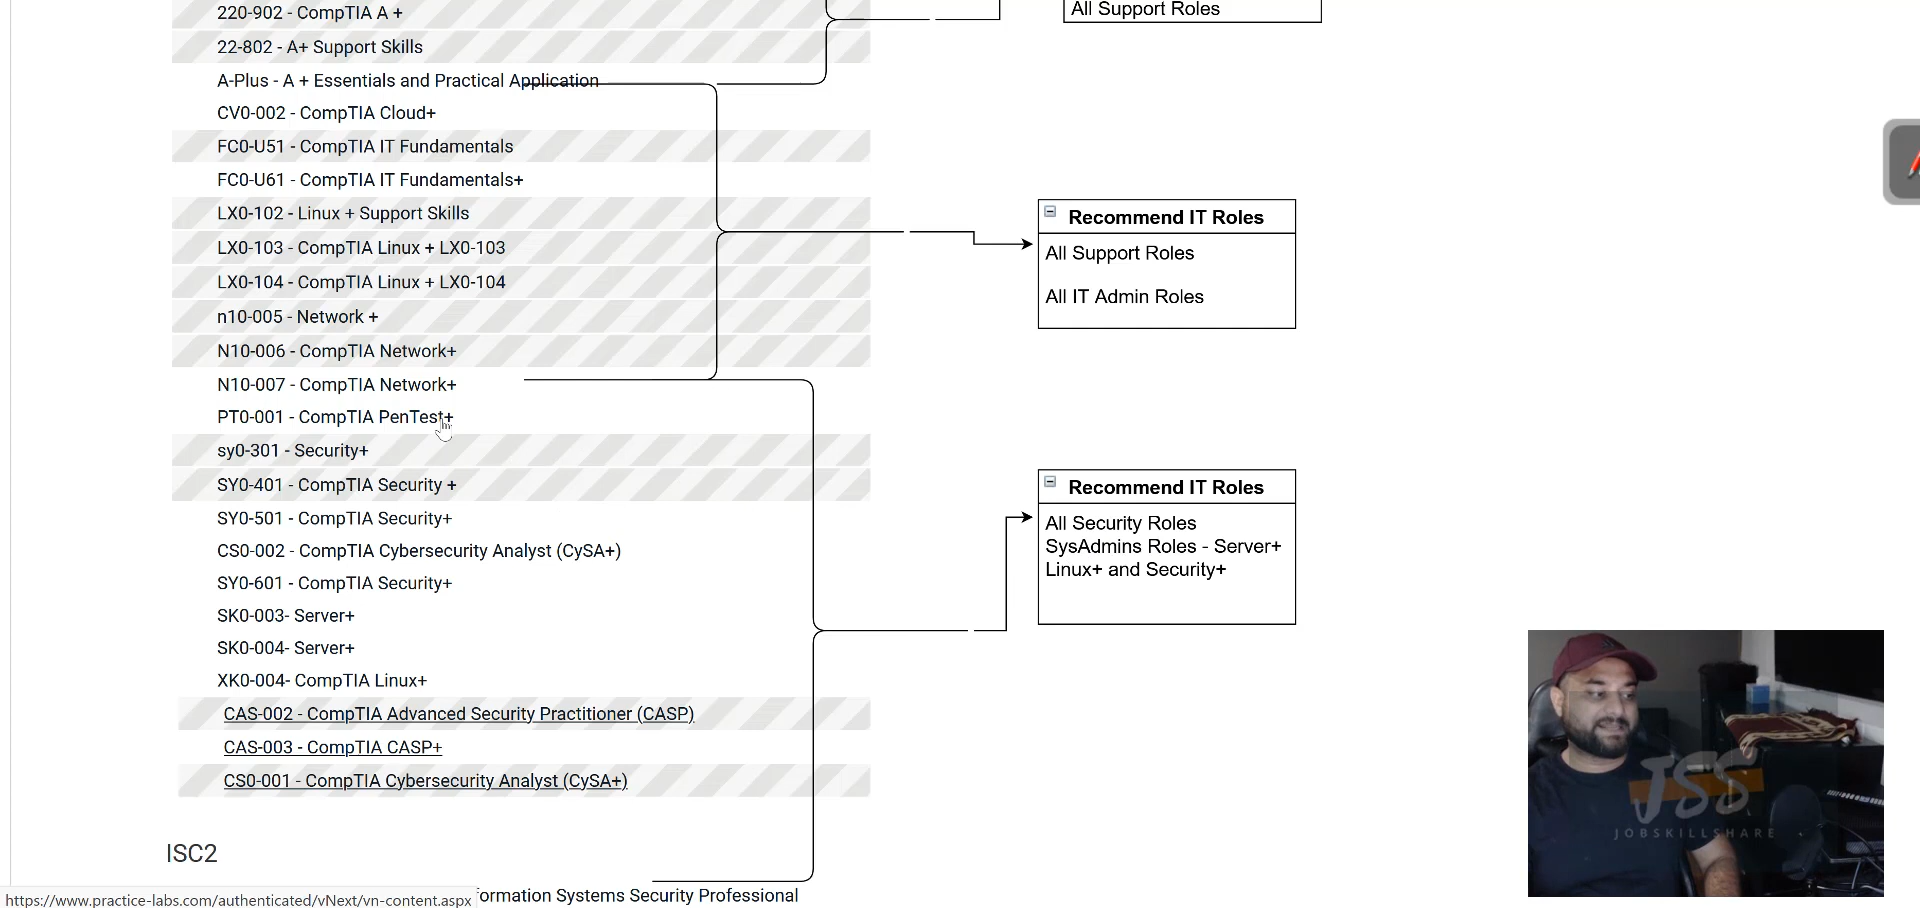 220-902 - CompTIA A +
All Support Roles
22-802 - A+ Support Skills
A-Plus - A + Essentials and Practical Application
CV0-002 - CompTIA Cloud+
FC0-U51 - CompTIA IT Fundamentals
FC0-U61 - CompTIA IT Fundamentals+
LX0-102 - Linux + Support Skills
LX0-103 - CompTIA Linux + LX0-103
LX0-104 - CompTIA Linux + LX0-104
n10-005 - Network +
N10-006 - CompTIA Network+
N10-007 - CompTIA Network+
PT0-001 - CompTIA PenTest+
sy0-301 - Security+
SY0-401 - CompTIA Security +
SY0-501 - CompTIA Security+
CS0-002 - CompTIA Cybersecurity Analyst (CySA+)
SY0-601 - CompTIA Security+
SK0-003- Server+
SK0-004- Server+
XK0-004- CompTIA Linux+
CAS-002 - CompTIA Advanced Security Practitioner (CASP)
CAS-003 - CompTIA CASP+
CS0-001 - CompTIA Cybersecurity Analyst (CySA+)
Recommend IT Roles
All Support Roles
All IT Admin Roles
Recommend IT Roles
All Security Roles
SysAdmins Roles - Server+
Linux+ and Security+
JSS
JOBSKILLSHARE
ISC2
formation Systems Security Professional
https://www.practice-labs.com/authenticated/vNext/vn-content.aspx